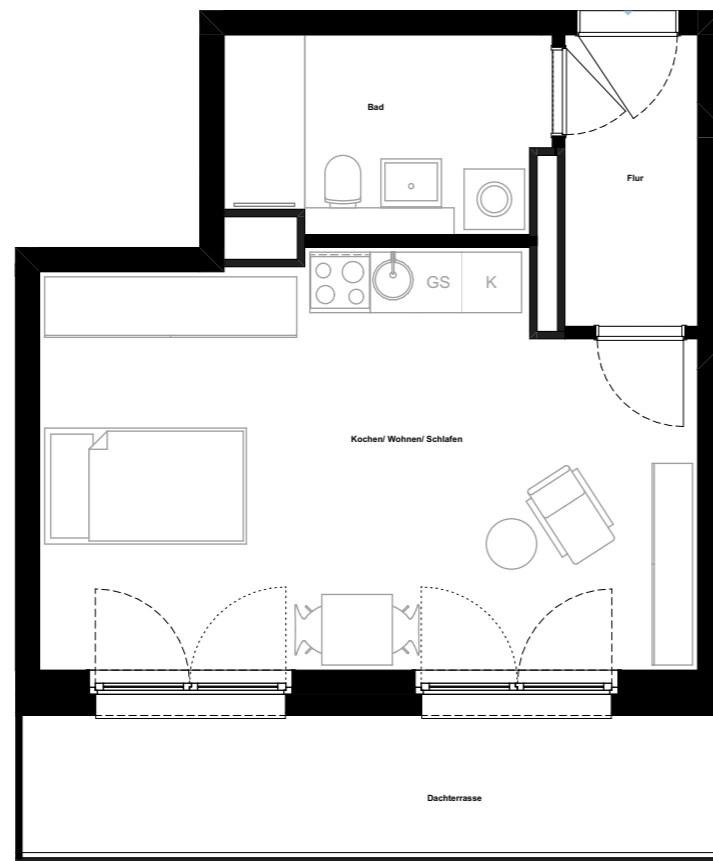 Bad
Flur
GS
K
Kochen/ Wohnen/ Schlafen
Dachterrasse